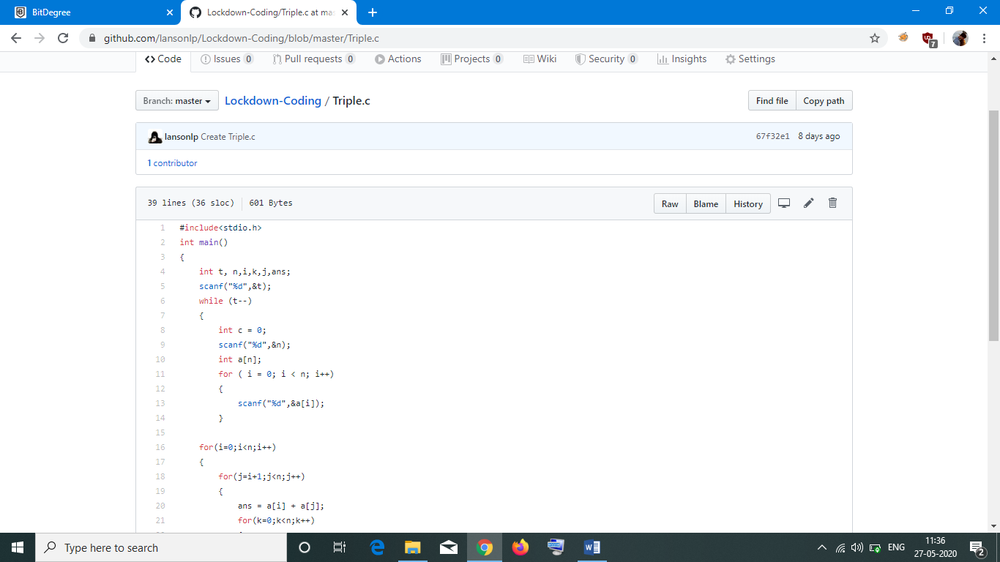 BitDegree
Lockdown-Coding/Triple.c at mas
github.com/lansonlp/Lockdown-Coding/blob/master/Triple.c
7
Code Issues 0 Pull requests 0 Actions Projects 0 Wiki Security 0 Insights Settings
Branch: master Lockdown-Coding / Triple.c Find file Copy path
lansonlp Create Triple.c 67f32e1 8 days ago
1 contributor
39 lines (36 sloc) 601 Bytes Raw Blame History
1 #include<stdio.h>
2 int main()
3 {
4 int t, n,i,k,j,ans;
5 scanf("%d",&t);
6 while (t--)
7 {
8 int c = 0;
9 scanf("%d",&n);
10 int a[n];
11 for ( i = 0; i < n; i++)
12 {
13 scanf("%d",&a[i]);
14 }
15
16 for(i=0;i<n;i++)
17 {
18 for(j=i+1;j<n;j++)
19 {
20 ans = a[i] + a[j];
21 for(k=0;k<n;k++)
Type here to search ENG 11:36
27-05-2020 2